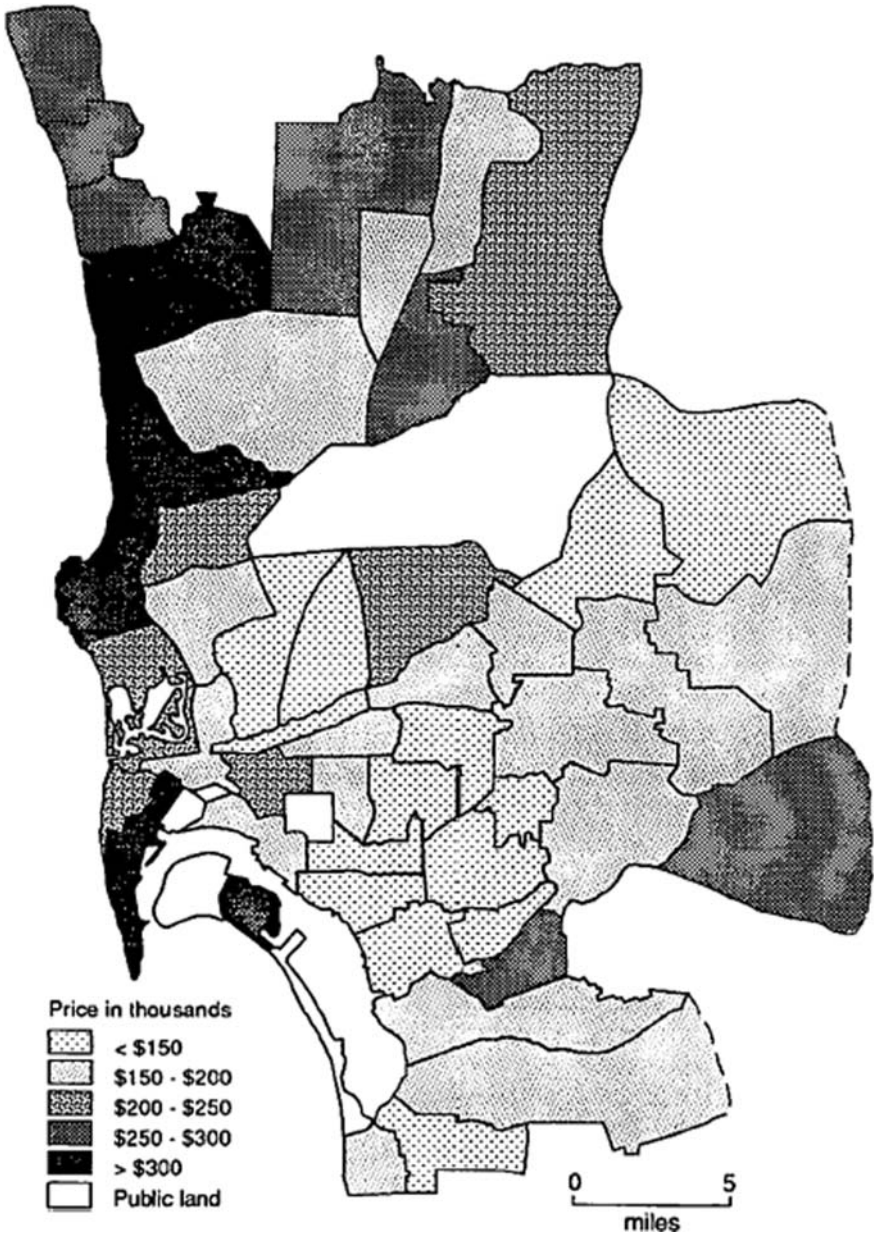 Price in thousands
< $150
$150 - $200
$200 - $250
$250 - $300
> $300
Public land
0 5
miles